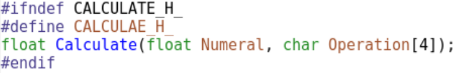 #ifndef CALCULATE_H_
#define CALCULAE_H_
float Calculate(float Numeral, char Operation[4]);
#endif